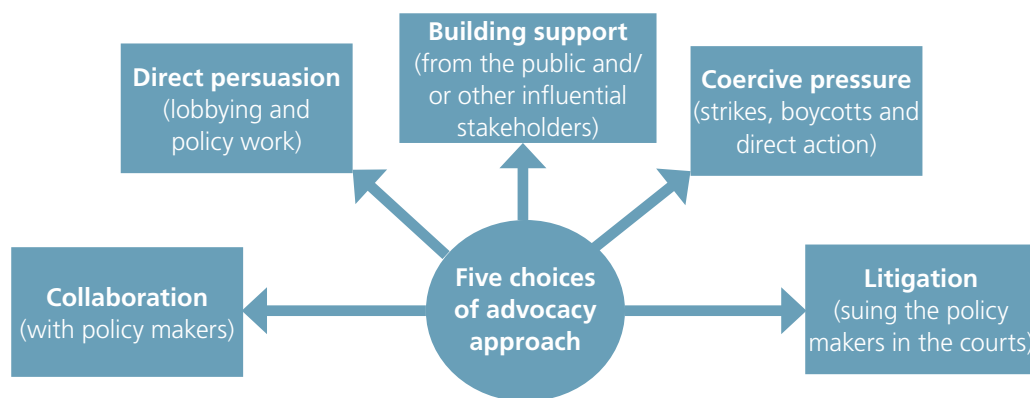 Building support
(from the public and/
or other influential
stakeholders)
Direct persuasion
(lobbying and
policy work)
Coercive pressure
(strikes, boycotts and
direct action)
Collaboration
(with policy makers)
Five choices
of advocacy
approach
Litigation
(suing the policy
makers in the courts)